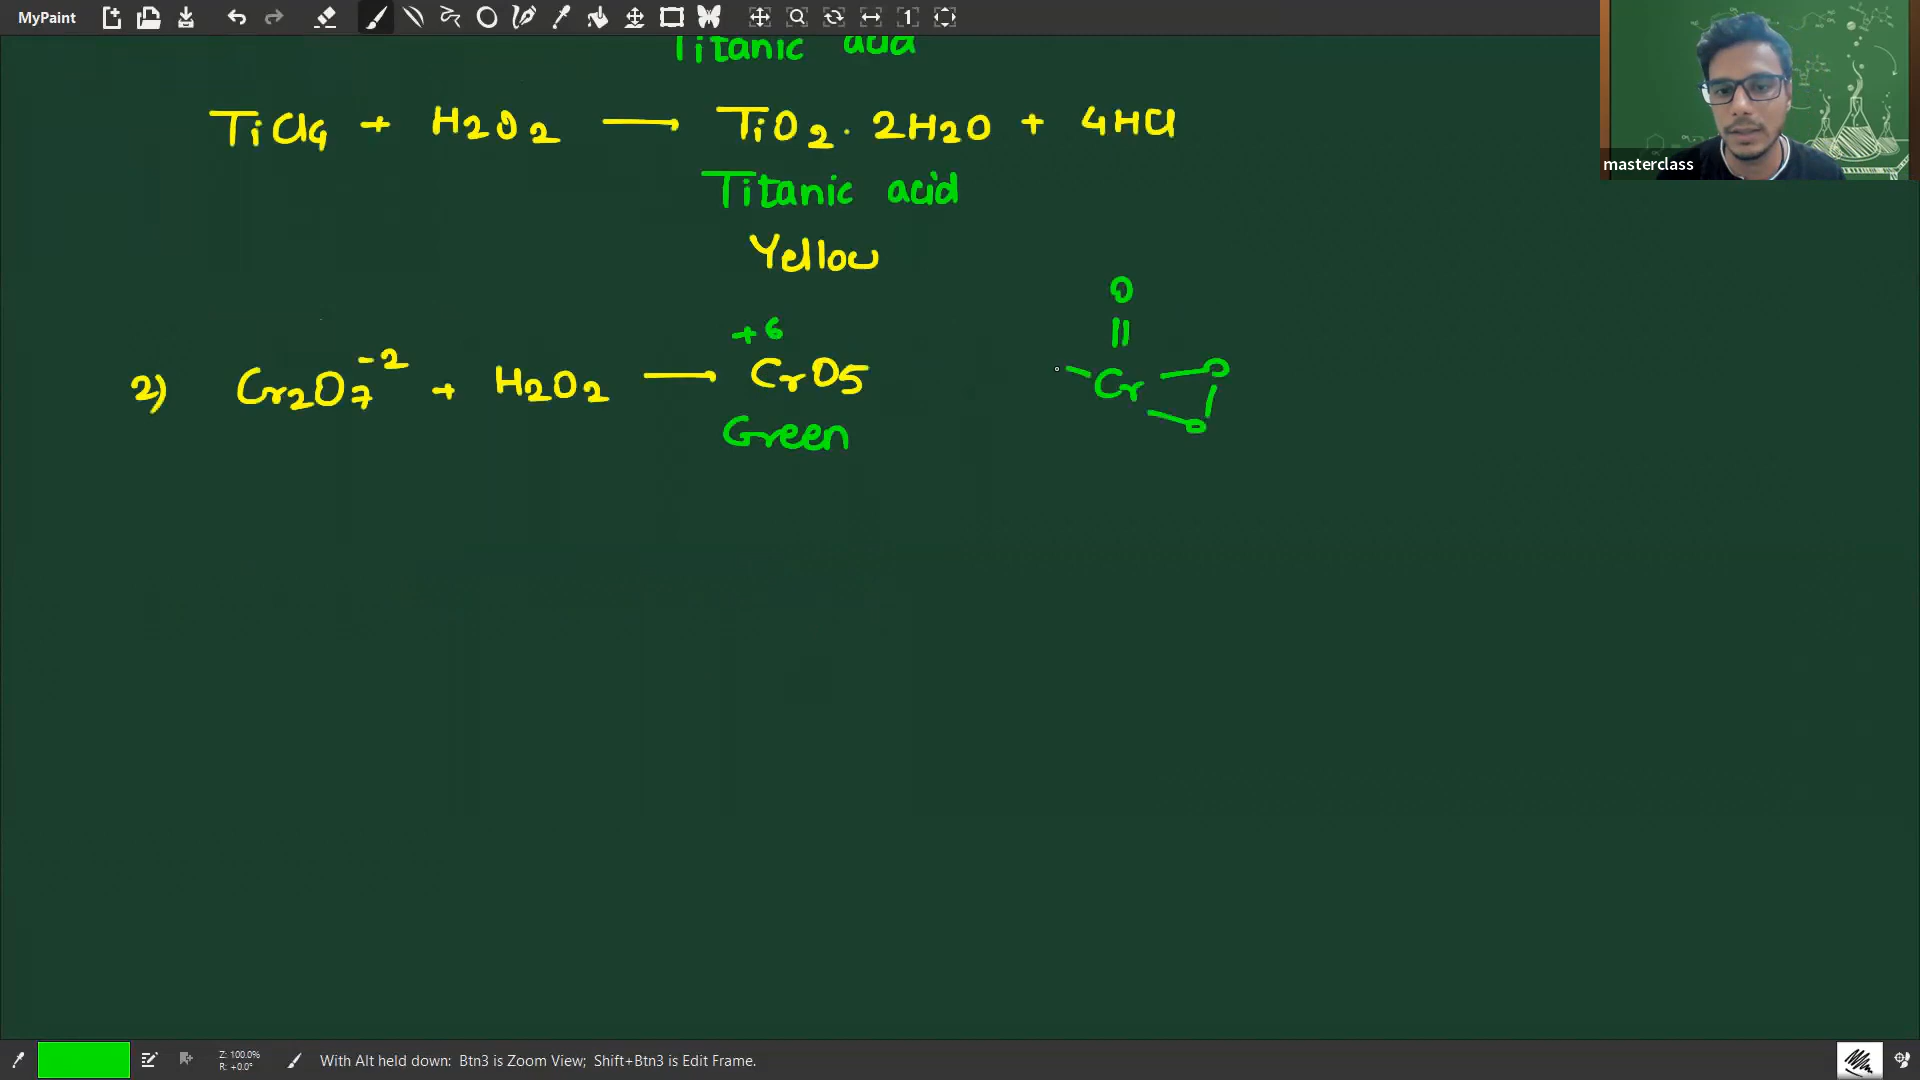 MyPaint
1
Titanic acid
TiCl4 + H2O2 → TiO2 . 2H2O + 4HCl
masterclass
Titanic acid
Yellow
O
+6
2) Cr2O7-2 + H2O2 → CrO5
Cr O
O
Green
Z: 100.0%
R: +0.0°
With Alt held down: Btn3 is Zoom View; Shift+Btn3 is Edit Frame.